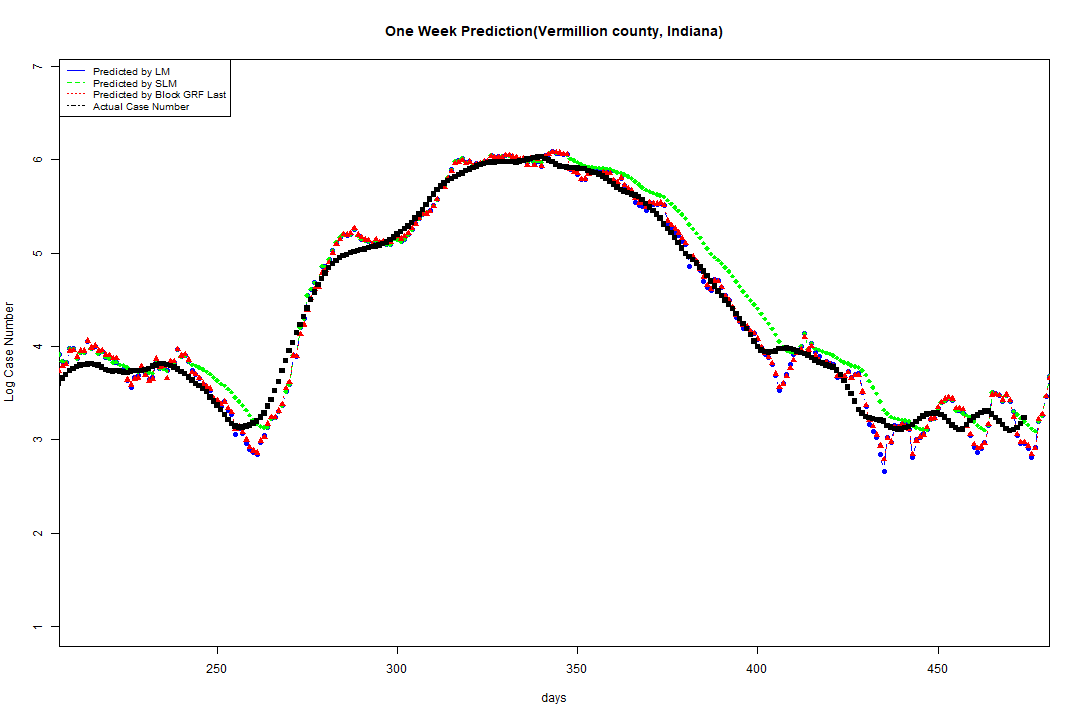 One Week Prediction(Vermillion county, Indiana)
Predicted by LM
Predicted by SLM
Predicted by Block GRF Last
Actual Case Number
7
6
5
4
3
2
1
Log Case Number
250 300 350 400 450
days